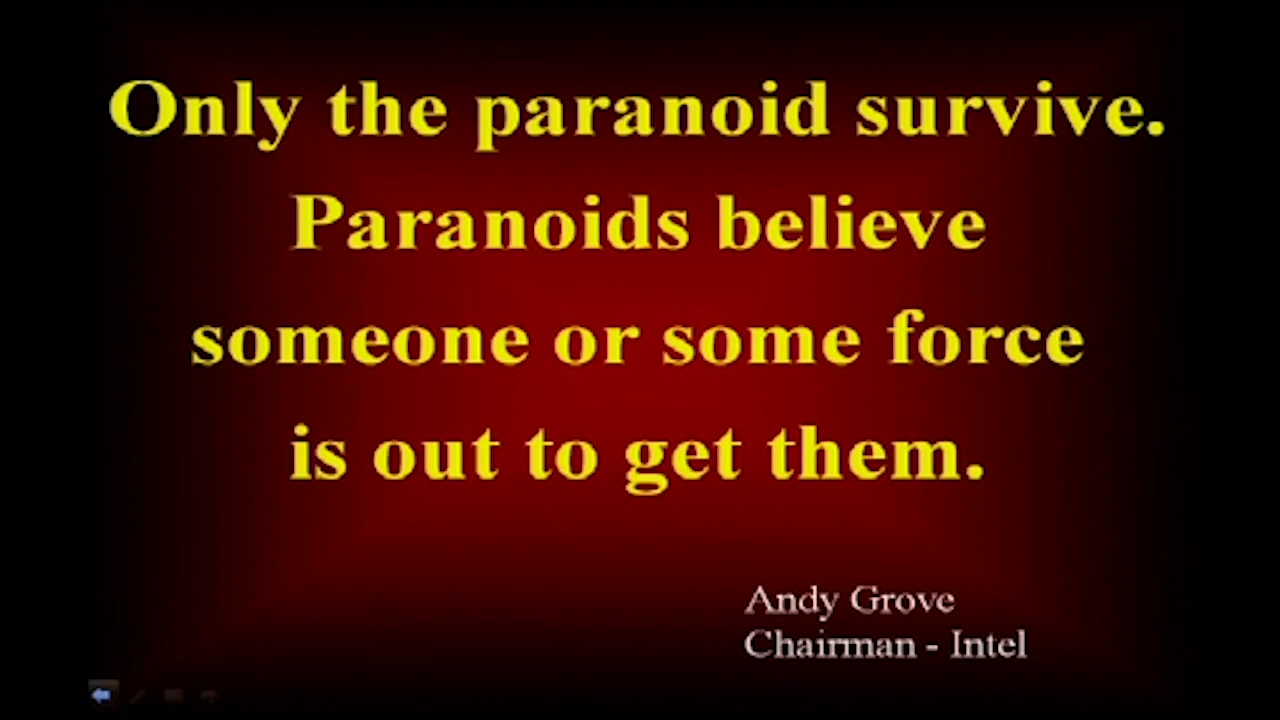 Only the paranoid survive.
Paranoids believe
someone or some force
is out to get them.
Andy Grove
Chairman - Intel